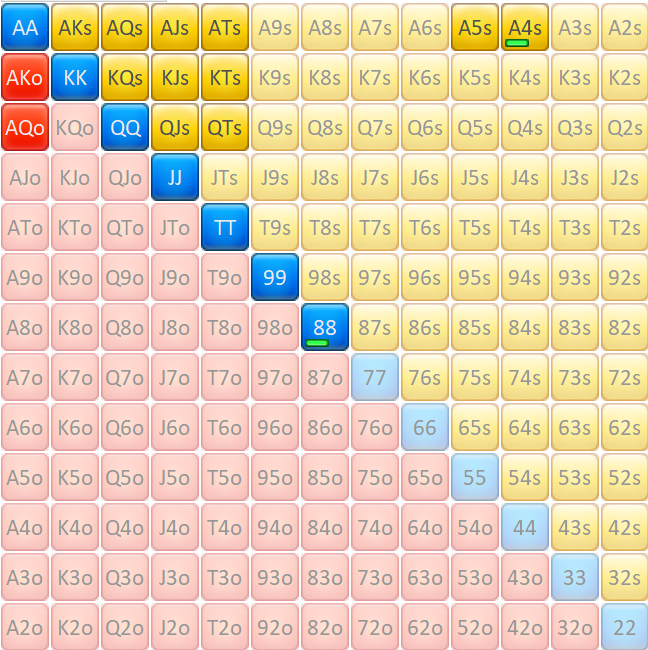 AA AKs AQs AJs ATs A9s A8s A7s A6s A5s A4s A3s A2s
AKo KK KQs KJs KTs K9s K8s K7s K6s K5s K4s K3s K2s
AQo KQo QQ QJs QTs Q9s Q8s Q7s Q6s Q5s Q4s Q3s Q2s
AJo KJo QJo JJ JTs J9s J8s J7s J6s J5s J4s J3s J2s
ATo KTo QTo JTo TT T9s T8s T7s T6s T5s T4s T3s T2s
A9o K9o Q9o J9o T9o 99 98s 97s 96s 95s 94s 93s 92s
A8o K8o Q8o J8o T8o 98o 88 87s 86s 85s 84s 83s 82s
A7o K7o Q7o J7o T7o 97o 87o 77 76s 75s 74s 73s 72s
A6o K6o Q6o J6o T6o 96o 86o 76o 66 65s 64s 63s 62s
A5o K5o Q5o J5o T5o 95o 85o 75o 65o 55 54s 53s 52s
A4o K4o Q4o J4o T4o 94o 84o 74o 64o 54o 44 43s 42s
A3o K3o Q3o J3o T3o 93o 83o 73o 63o 53o 43o 33 32s
A2o K2o Q2o J2o T2o 92o 82o 72o 62o 52o 42o 32o 22